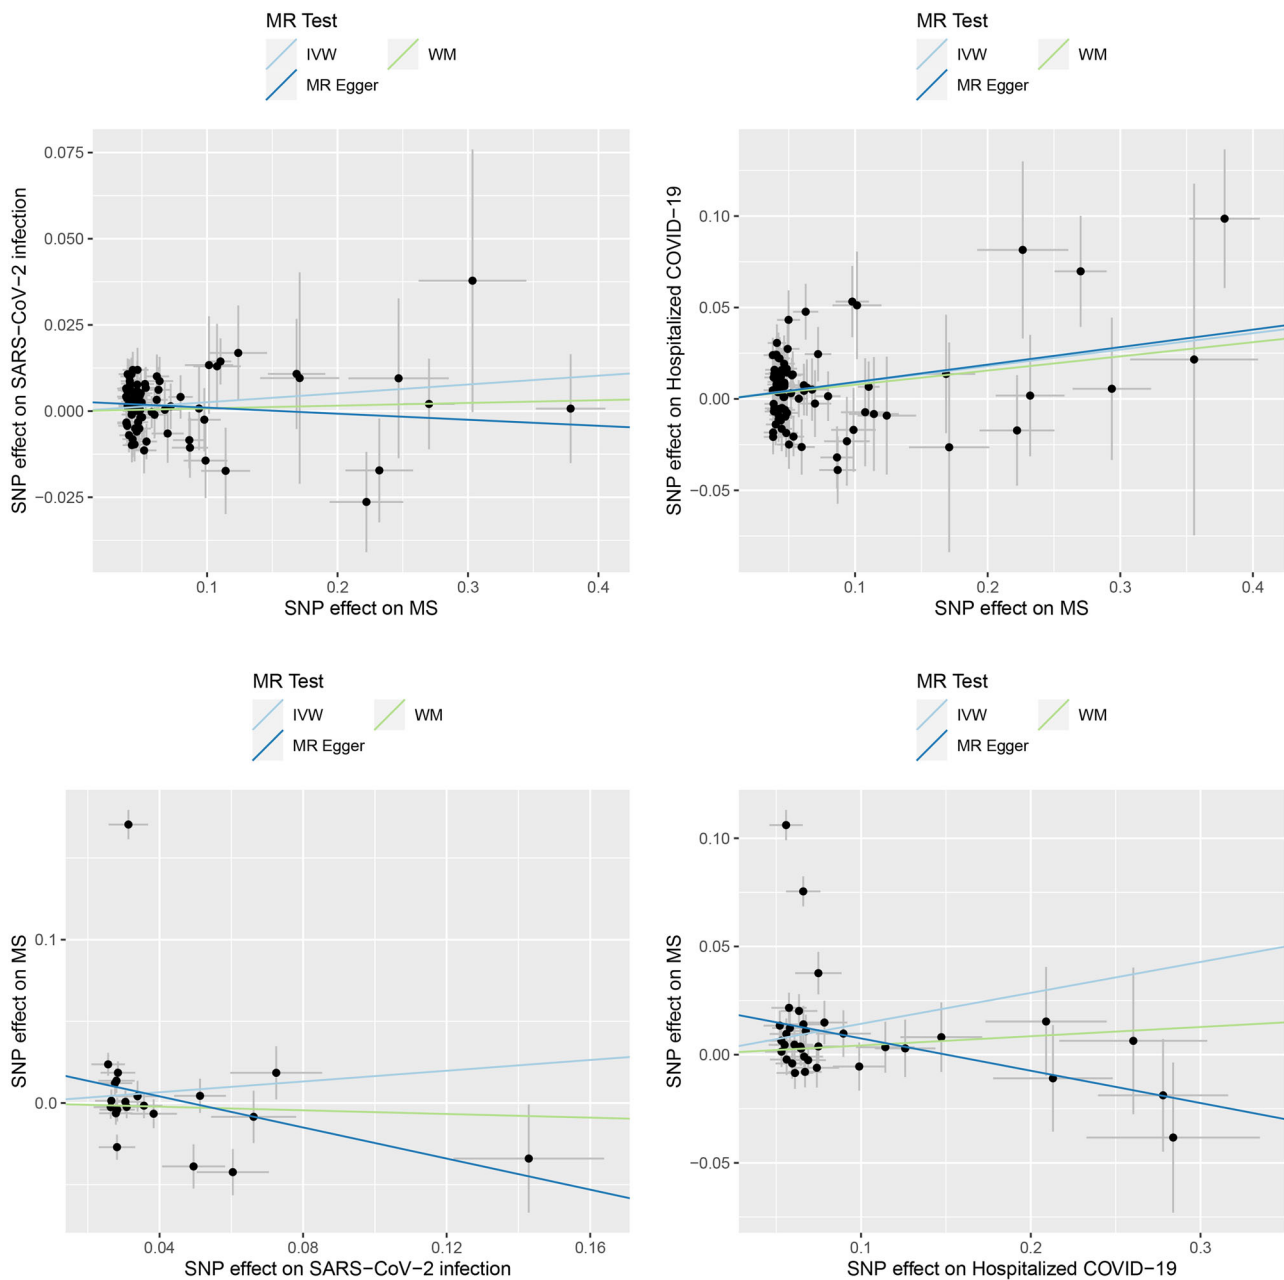 MR Test
IVW
WM
MR Egger
SNP effect on SARS−CoV−2 infection
0.075
0.050
0.025
0.000
−0.025
0.1
0.2
0.3
0.4
SNP effect on MS
MR Test
IVW
WM
MR Egger
SNP effect on Hospitalized COVID−19
0.10
0.05
0.00
−0.05
0.1
0.2
0.3
0.4
SNP effect on MS
MR Test
IVW
WM
MR Egger
SNP effect on MS
0.1
0.0
0.04
0.08
0.12
0.16
SNP effect on SARS−CoV−2 infection
MR Test
IVW
WM
MR Egger
SNP effect on MS
0.10
0.05
0.00
−0.05
0.1
0.2
0.3
SNP effect on Hospitalized COVID−19